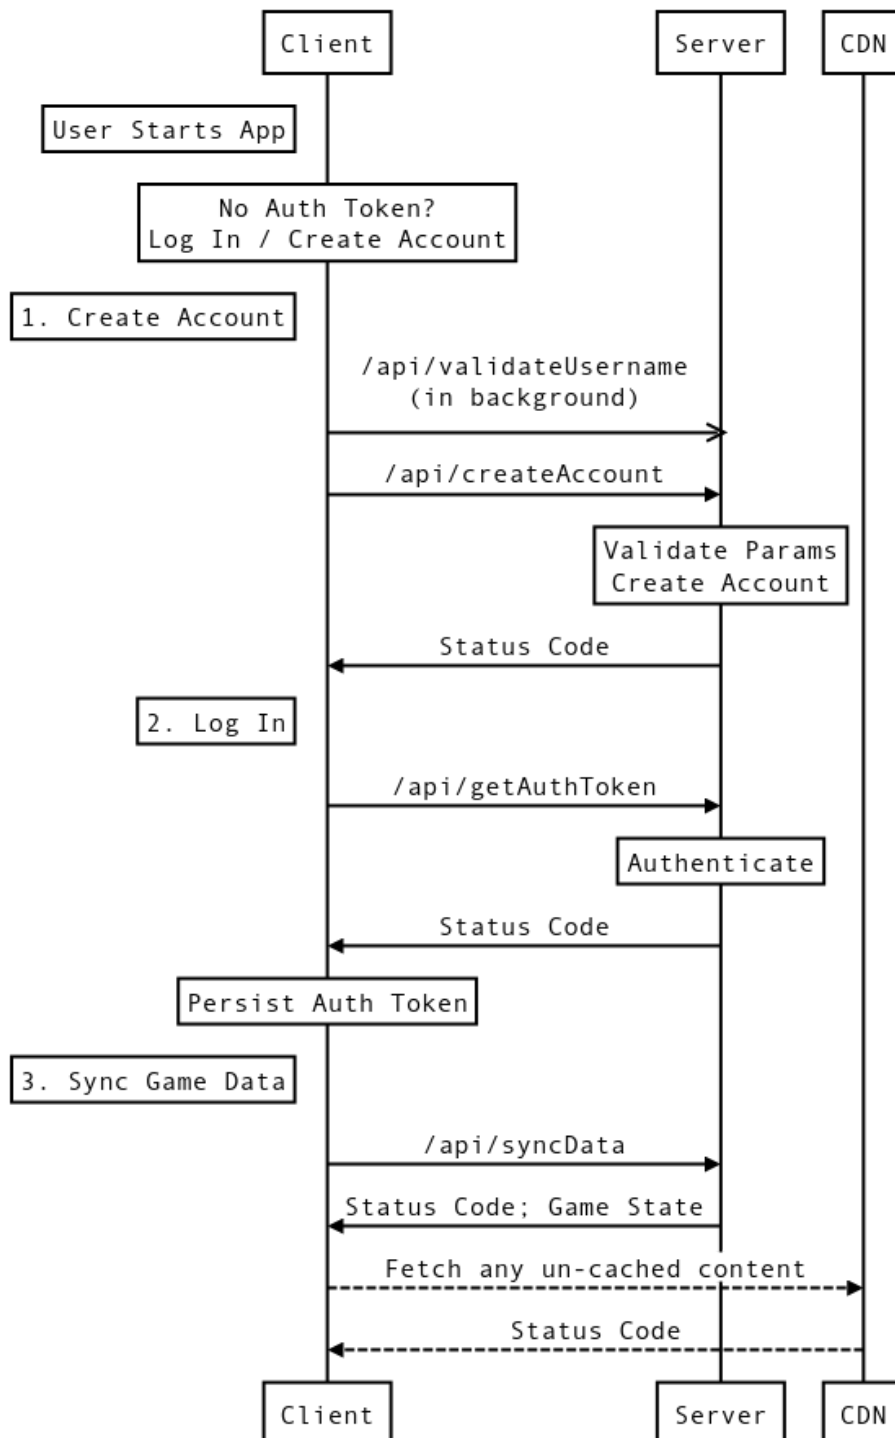 Client
Server
CDN
User Starts App
No Auth Token?
Log In / Create Account
1. Create Account
/api/validateUsername
(in background)
/api/createAccount
Validate Params
Create Account
Status Code
2. Log In
/api/getAuthToken
Authenticate
Status Code
Persist Auth Token
3. Sync Game Data
/api/syncData
Status Code; Game State
Fetch any un-cached content
Status Code
Client
Server
CDN